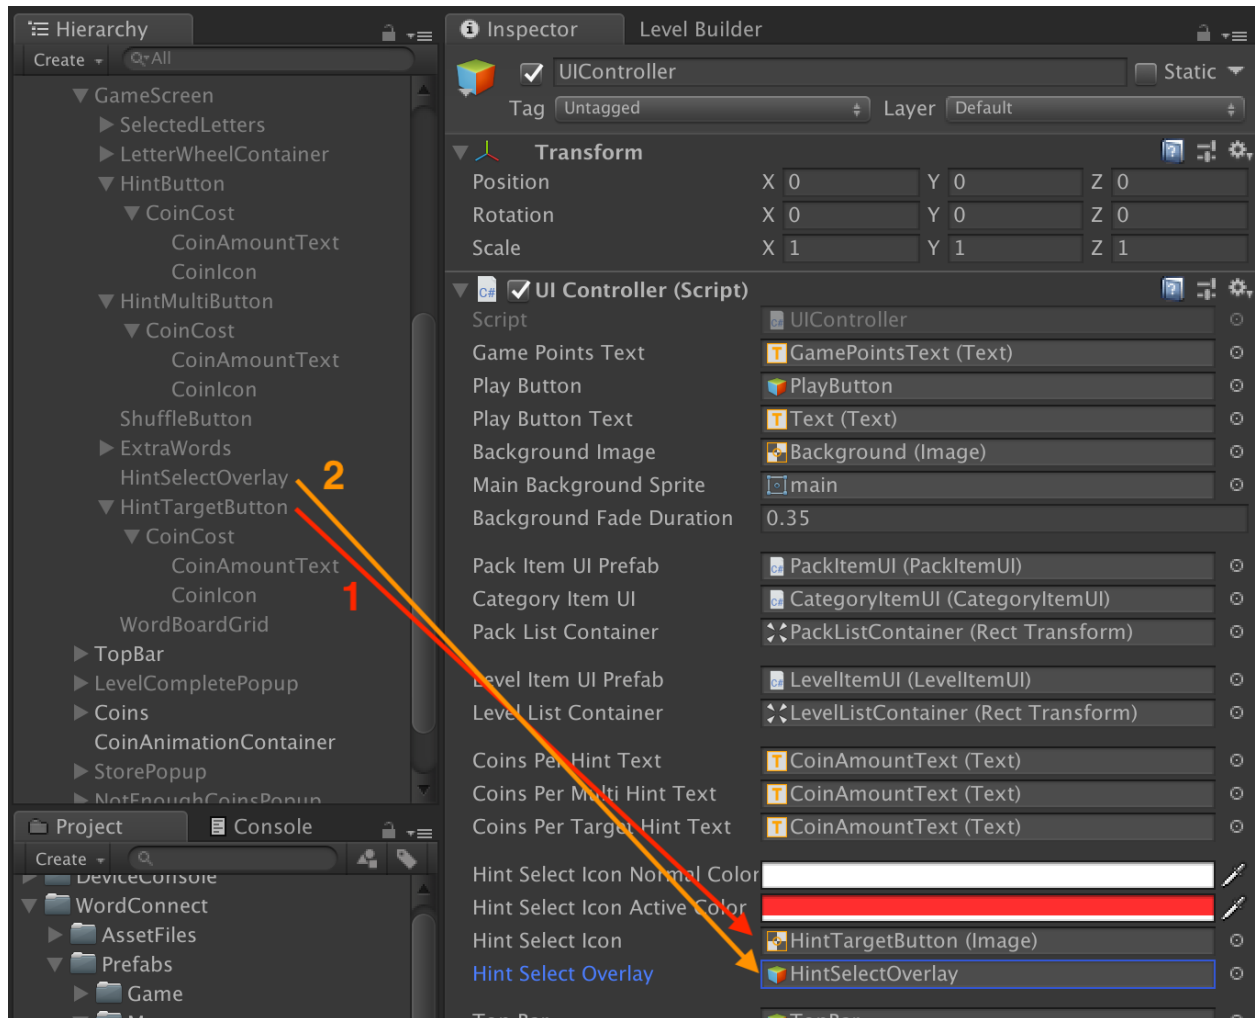 Hierarchy
Create
All
GameScreen
SelectedLetters
LetterWheelContainer
HintButton
CoinCost
CoinAmountText
CoinIcon
HintMultiButton
CoinCost
CoinAmountText
CoinIcon
ShuffleButton
ExtraWords
HintSelectOverlay
2
HintTargetButton
CoinCost
CoinAmountText
CoinIcon
1
WordBoardGrid
TopBar
LevelCompletePopup
Coins
CoinAnimationContainer
StorePopup
NotEnoughCoinsPopup
Project Console
Create
DeviceConsole
WordConnect
AssetFiles
Prefabs
Game
Inspector Level Builder
UIController Static
Tag Untagged Layer Default
Transform
Position X 0 Y 0 Z 0
Rotation X 0 Y 0 Z 0
Scale X 1 Y 1 Z 1
C# UI Controller (Script)
Script UIController
Game Points Text T GamePointsText (Text)
Play Button PlayButton
Play Button Text T Text (Text)
Background Image Background (Image)
Main Background Sprite main
Background Fade Duration 0.35
Pack Item UI Prefab C# PackItemUI (PackItemUI)
Category Item UI C# CategoryItemUI (CategoryItemUI)
Pack List Container PackListContainer (Rect Transform)
Level Item UI Prefab C# LevelItemUI (LevelItemUI)
Level List Container LevelListContainer (Rect Transform)
Coins Per Hint Text T CoinAmountText (Text)
Coins Per Multi Hint Text T CoinAmountText (Text)
Coins Per Target Hint Text T CoinAmountText (Text)
Hint Select Icon Normal Color
Hint Select Icon Active Color
Hint Select Icon HintTargetButton (Image)
Hint Select Overlay HintSelectOverlay
Top Bar TopBar